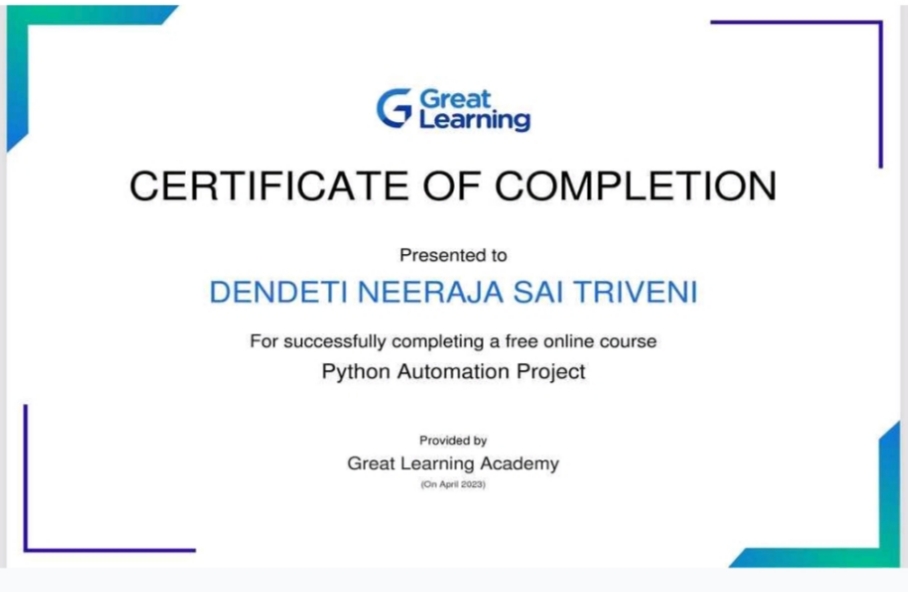 Great
Learning
CERTIFICATE OF COMPLETION
Presented to
DENDETI NEERAJA SAI TRIVENI
For successfully completing a free online course
Python Automation Project
Provided by
Great Learning Academy
(On April 2023)